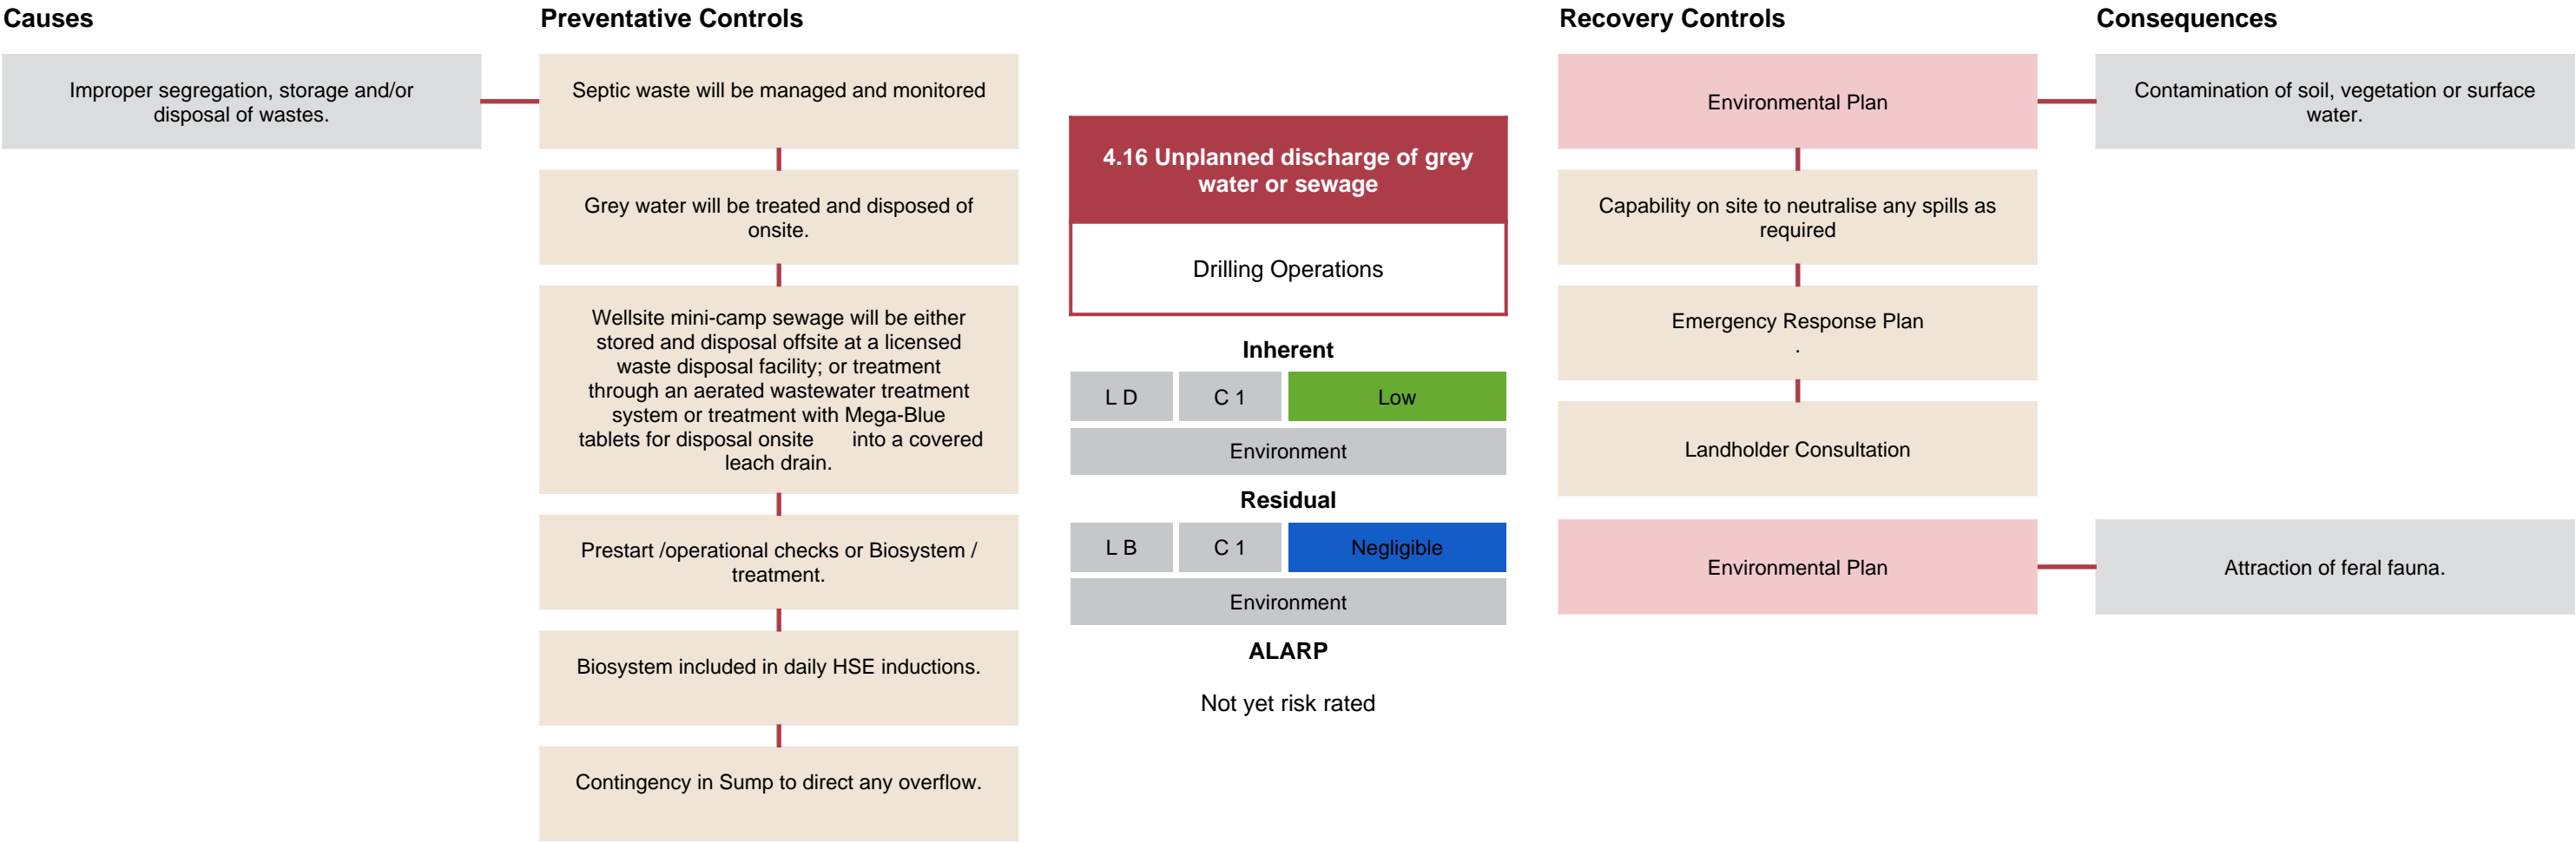 Causes
Improper segregation, storage and/or
disposal of wastes.
Preventative Controls
Septic waste will be managed and monitored
Grey water will be treated and disposed of
onsite.
Wellsite mini-camp sewage will be either
stored and disposal offsite at a licensed
waste disposal facility; or treatment
through an aerated wastewater treatment
system or treatment with Mega-Blue
tablets for disposal onsite into a covered
leach drain.
Prestart /operational checks or Biosystem /
treatment.
Biosystem included in daily HSE inductions.
Contingency in Sump to direct any overflow.
4.16 Unplanned discharge of grey
water or sewage
Drilling Operations
Inherent
L D
C 1
Low
Environment
Residual
L B
C 1
Negligible
Environment
ALARP
Not yet risk rated
Recovery Controls
Environmental Plan
Capability on site to neutralise any spills as
required
Emergency Response Plan
.
Landholder Consultation
Environmental Plan
Consequences
Contamination of soil, vegetation or surface
water.
Attraction of feral fauna.